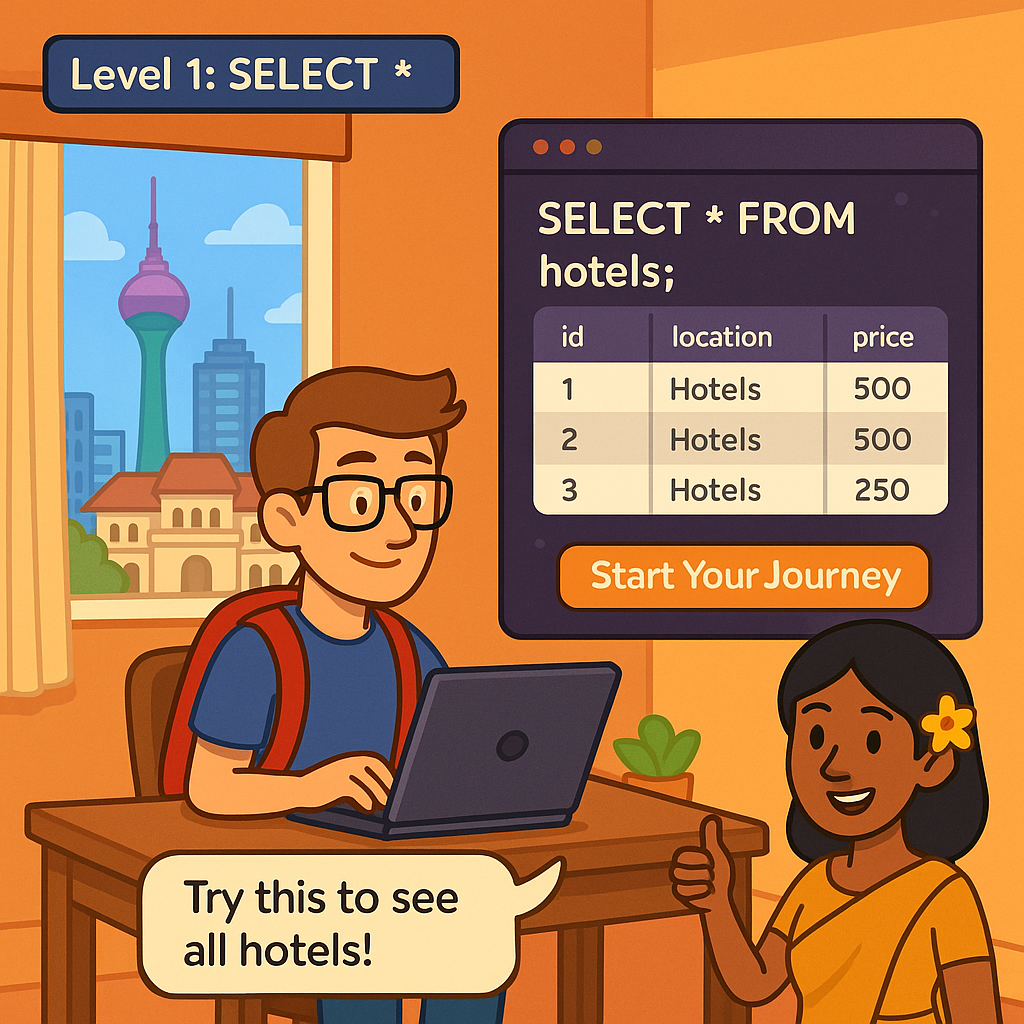 Level 1: SELECT *
SELECT * FROM
hotels;
id location price
1 Hotels 500
2 Hotels 500
3 Hotels 250
Start Your Journey
Try this to see
all hotels!